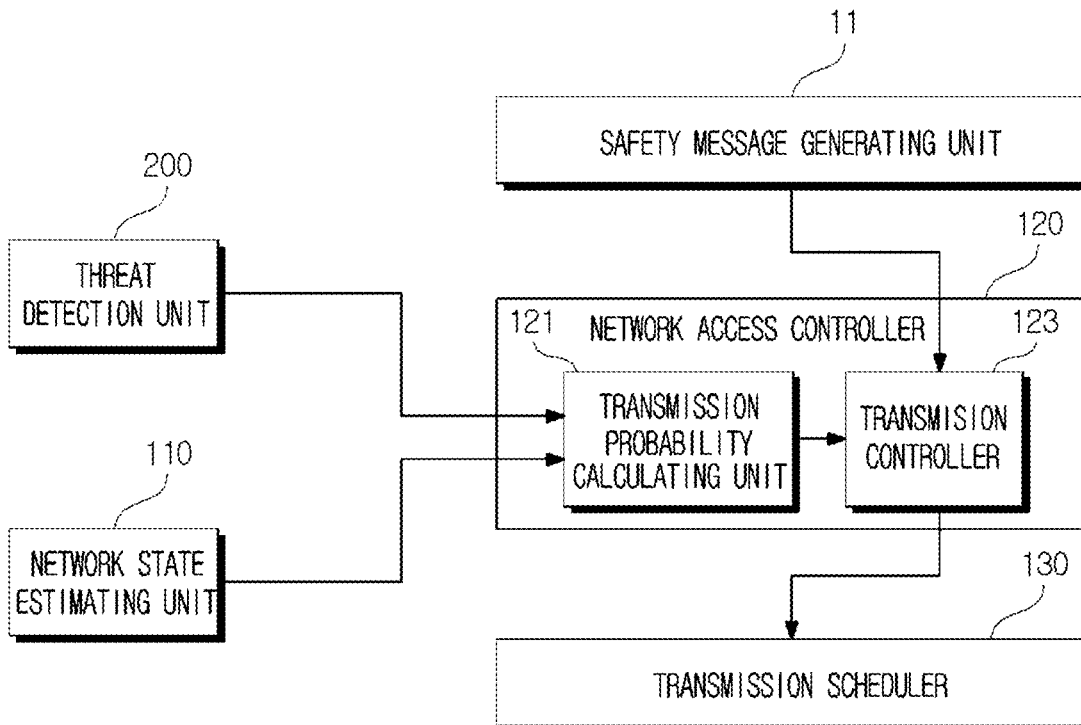 11
SAFETY MESSAGE GENERATING UNIT
200
THREAT
DETECTION UNIT
120
NETWORK ACCESS CONTROLLER
121
123
TRANSMISSION
PROBABILITY
CALCULATING UNIT
TRANSMISION
CONTROLLER
110
NETWORK STATE
ESTIMATING UNIT
130
TRANSMISSION SCHEDULER